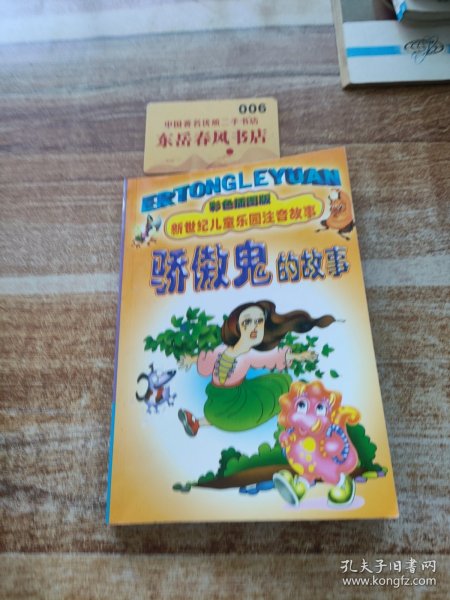 006
中国著名优质二手书店
东岳春风书店
ERTONGLEYUAN
彩色插图版
新世纪儿童乐园注音故事
骄傲鬼的故事
孔夫子旧书网
www.kongfz.com